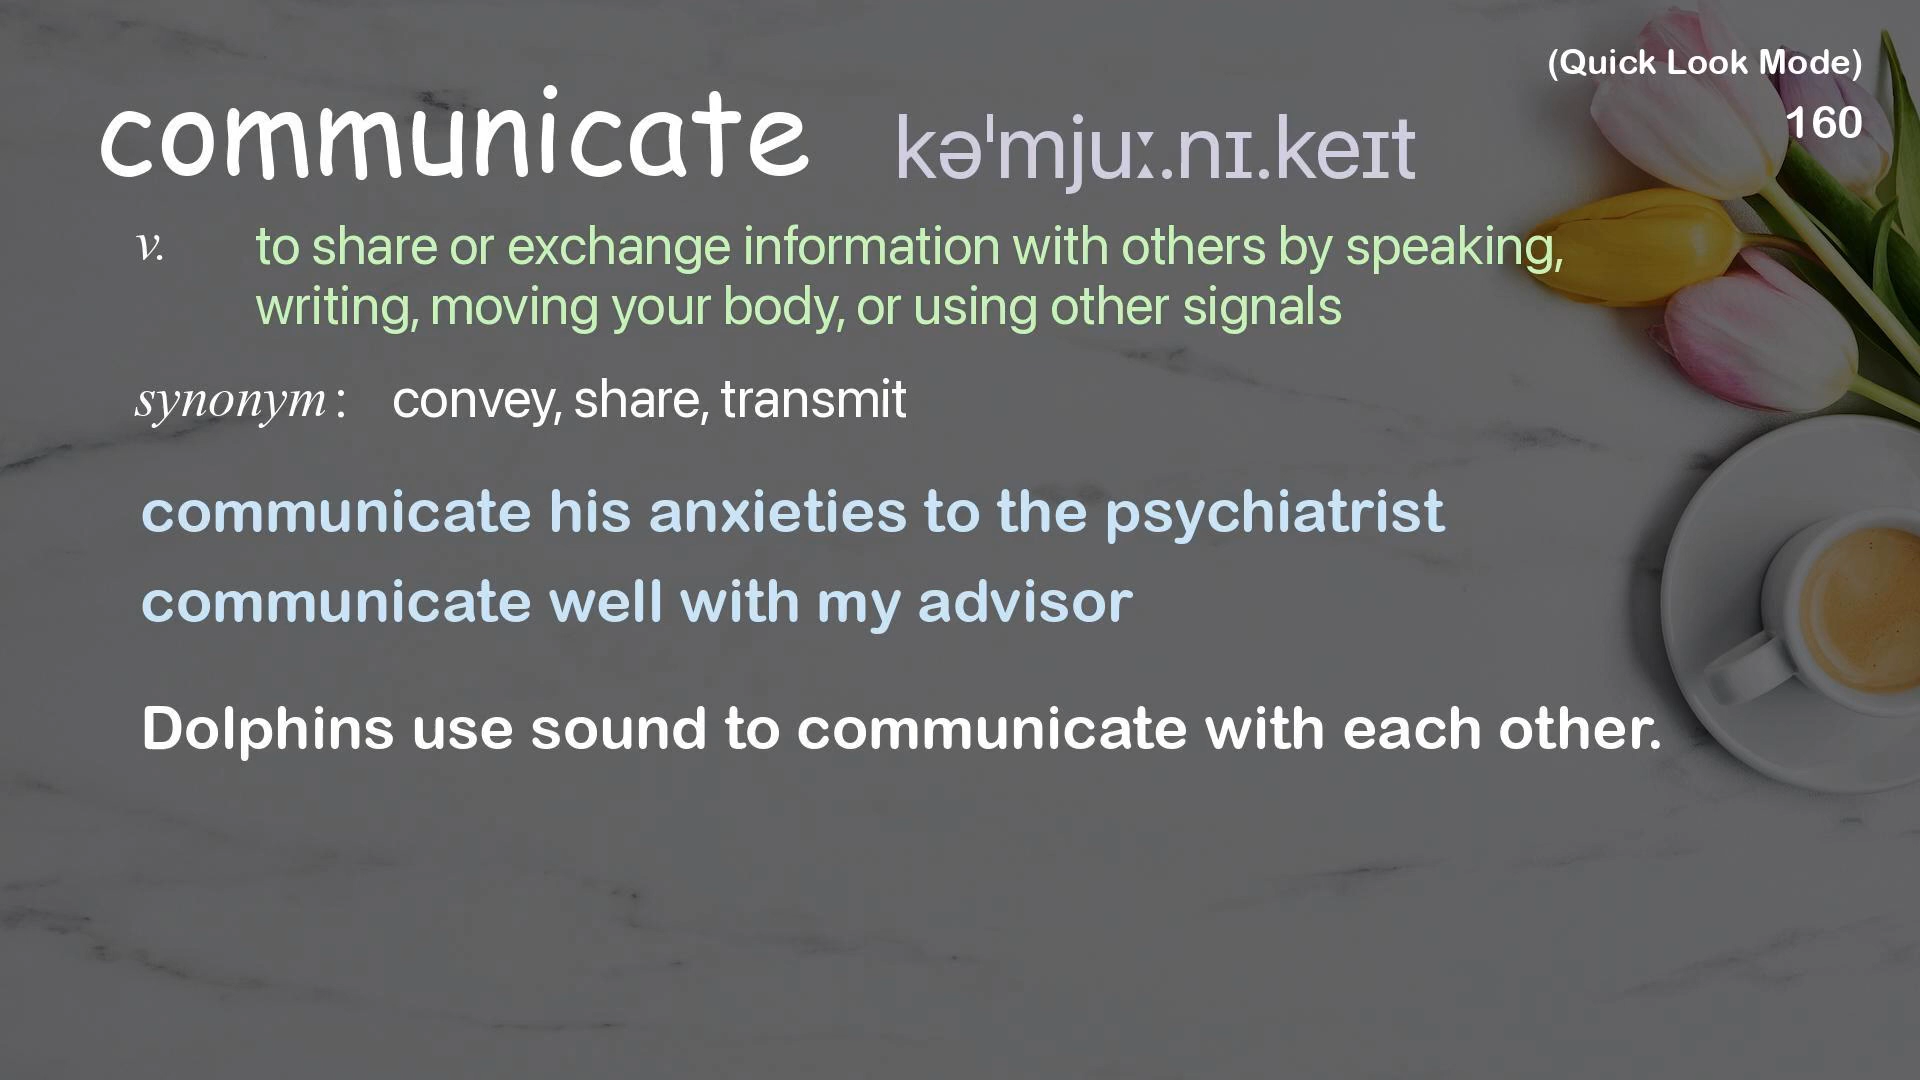 (Quick Look Mode)
160
communicate kəˈmjuː.nɪ.keɪt
v. to share or exchange information with others by speaking,
writing, moving your body, or using other signals
synonym: convey, share, transmit
communicate his anxieties to the psychiatrist
communicate well with my advisor
Dolphins use sound to communicate with each other.